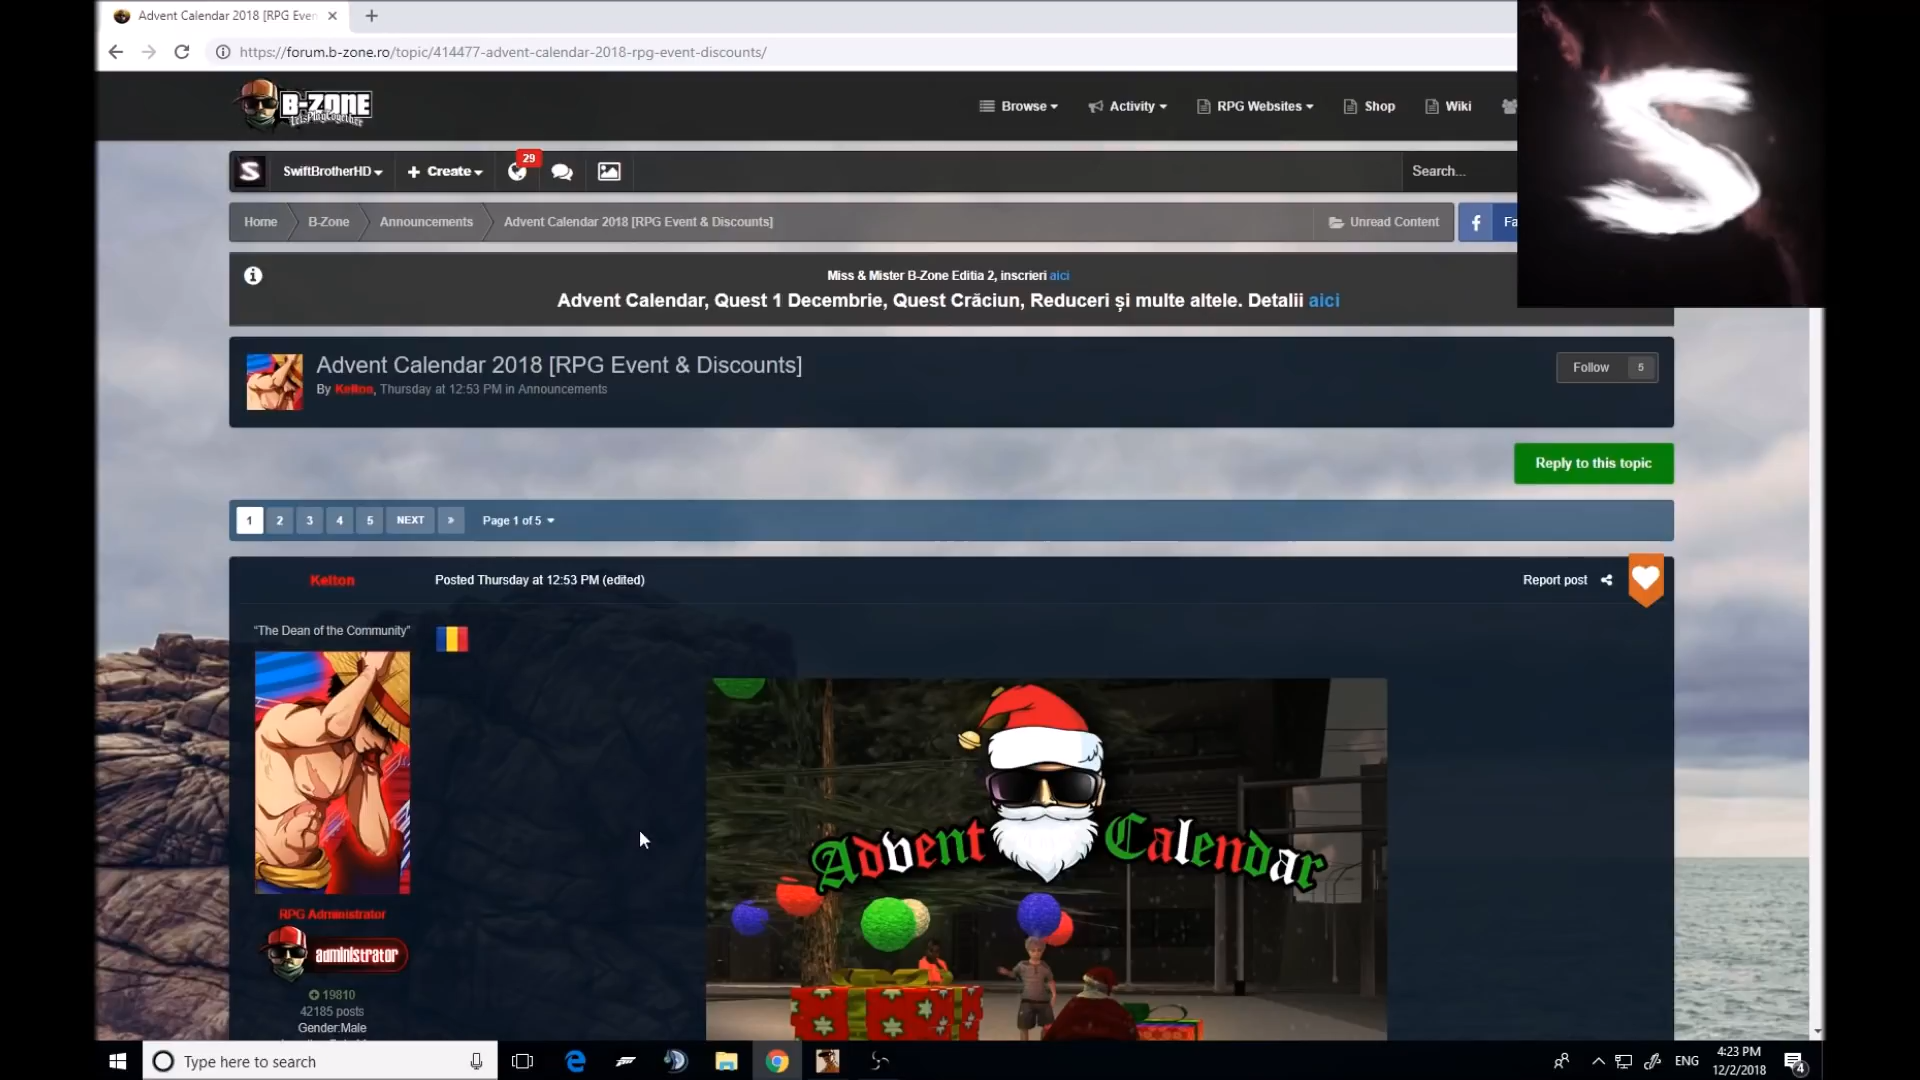 Advent Calendar 2018 [RPG Even
https://forum.b-zone.ro/topic/414477-advent-calendar-2018-rpg-event-discounts/
B-ZONE
Let's Play Together
Browse
Activity
RPG Websites
Shop
Wiki
S
S
SwiftBrotherHD
+ Create
29
Search...
Home
B-Zone
Announcements
Advent Calendar 2018 [RPG Event & Discounts]
Unread Content
f
Fa
Miss & Mister B-Zone Editia 2, inscrieri aici
Advent Calendar, Quest 1 Decembrie, Quest Crăciun, Reduceri și multe altele. Detalii aici
Advent Calendar 2018 [RPG Event & Discounts]
By Kelton, Thursday at 12:53 PM in Announcements
Follow 5
Reply to this topic
1 2 3 4 5 NEXT » Page 1 of 5
Kelton
Posted Thursday at 12:53 PM (edited)
Report post
"The Dean of the Community"
Advent Calendar
RPG Administrator
administrator
19810
42185 posts
Gender:Male
Type here to search
ENG
4:23 PM
12/2/2018
4